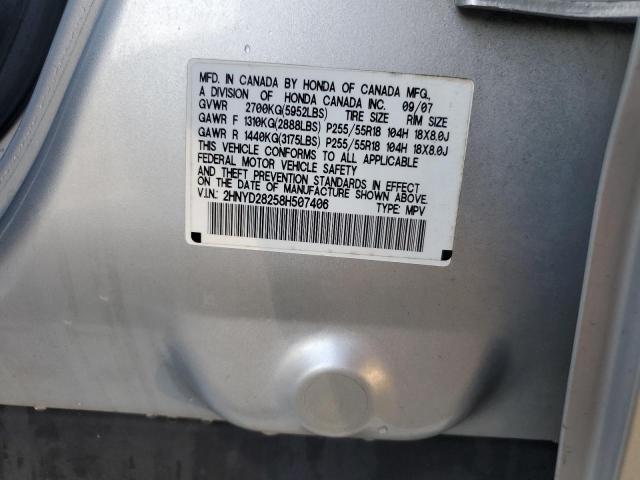 MFD. IN CANADA BY HONDA OF CANADA MFG.,
A DIVISION OF HONDA CANADA INC. 09/07
GVWR 2700KG(5952LBS) TIRE SIZE RIM SIZE
GAWR F 1310KG(2888LBS) P255/55R18 104H 18X8.0J
GAWR R 1440KG(3175LBS) P255/55R18 104H 18X8.0J
THIS VEHICLE CONFORMS TO ALL APPLICABLE
FEDERAL MOTOR VEHICLE SAFETY
AND THEFT PREVENTION STANDARDS IN EFFECT
ON THE DATE OF MANUFACTURE SHOWN ABOVE.
V.I.N.: 2HNYD28258H507406 TYPE: MPV